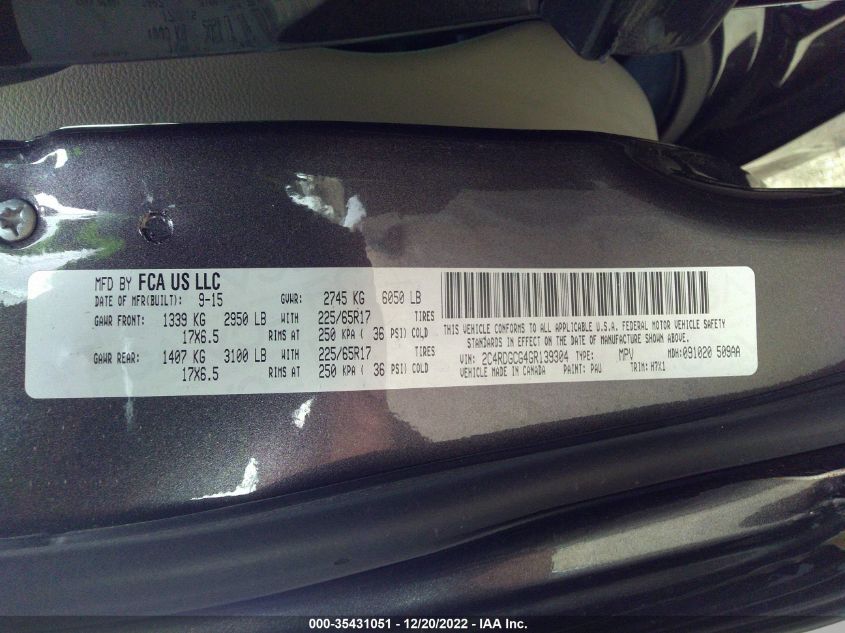 MFD BY FCA US LLC
DATE OF MFR(BUILT): 9-15 GVWR: 2745 KG 6050 LB
GAWR FRONT: 1339 KG 2950 LB WITH 225/65R17 TIRES
17X6.5 RIMS AT 250 KPA ( 36 PSI) COLD
GAWR REAR: 1407 KG 3100 LB WITH 225/65R17 TIRES
17X6.5 RIMS AT 250 KPA ( 36 PSI) COLD
THIS VEHICLE CONFORMS TO ALL APPLICABLE U.S.A. FEDERAL MOTOR VEHICLE SAFETY
STANDARDS IN EFFECT ON THE DATE OF MANUFACTURE SHOWN ABOVE.
VIN: 2C4RDGCG4GR139304 TYPE: MPV MDH: 091020 509AA
VEHICLE MADE IN CANADA PAINT: PAU TRIM: H7X1
000-35431051 - 12/20/2022 - IAA Inc.